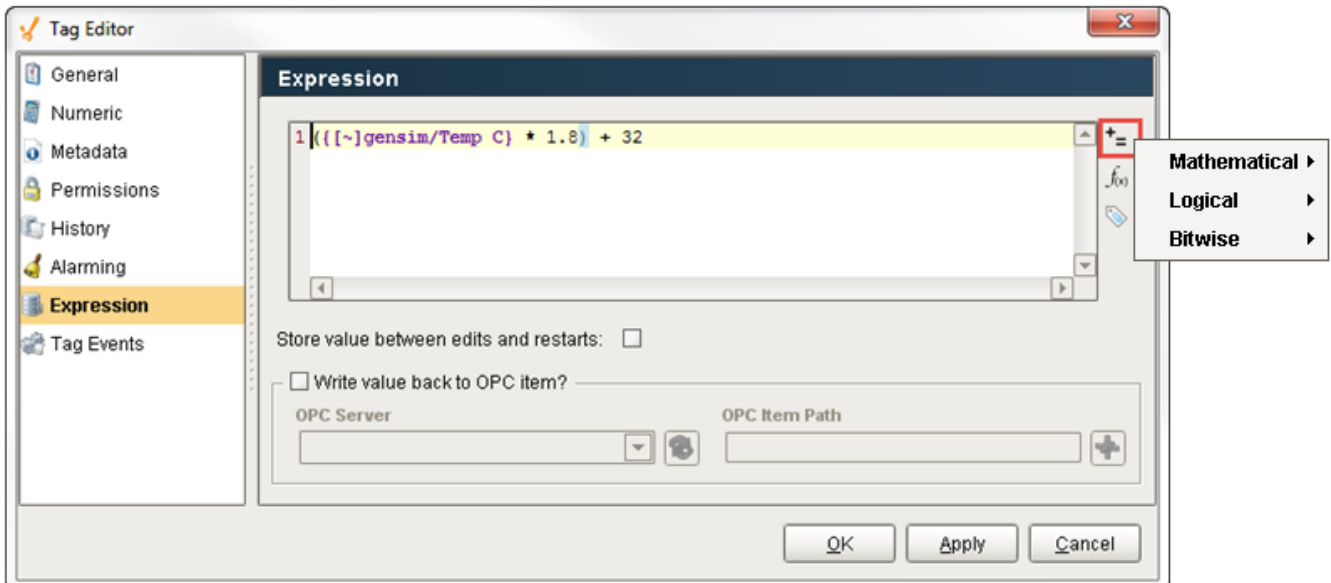 Tag Editor
General
Numeric
Metadata
Permissions
History
Alarming
Expression
Tag Events
Expression
1 ({[~]gensim/Temp C} * 1.8) + 32
+=
f(x)
Mathematical
Logical
Bitwise
Store value between edits and restarts:
Write value back to OPC item?
OPC Server
OPC Item Path
OK
Apply
Cancel